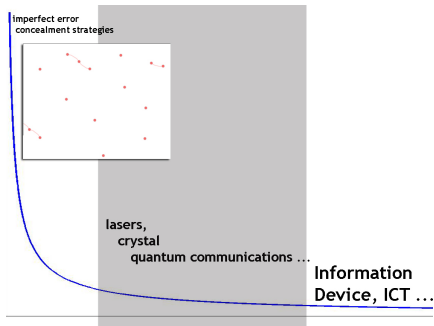 imperfect error
concealment strategies
lasers,
crystal
quantum communications ...
Information
Device, ICT ...